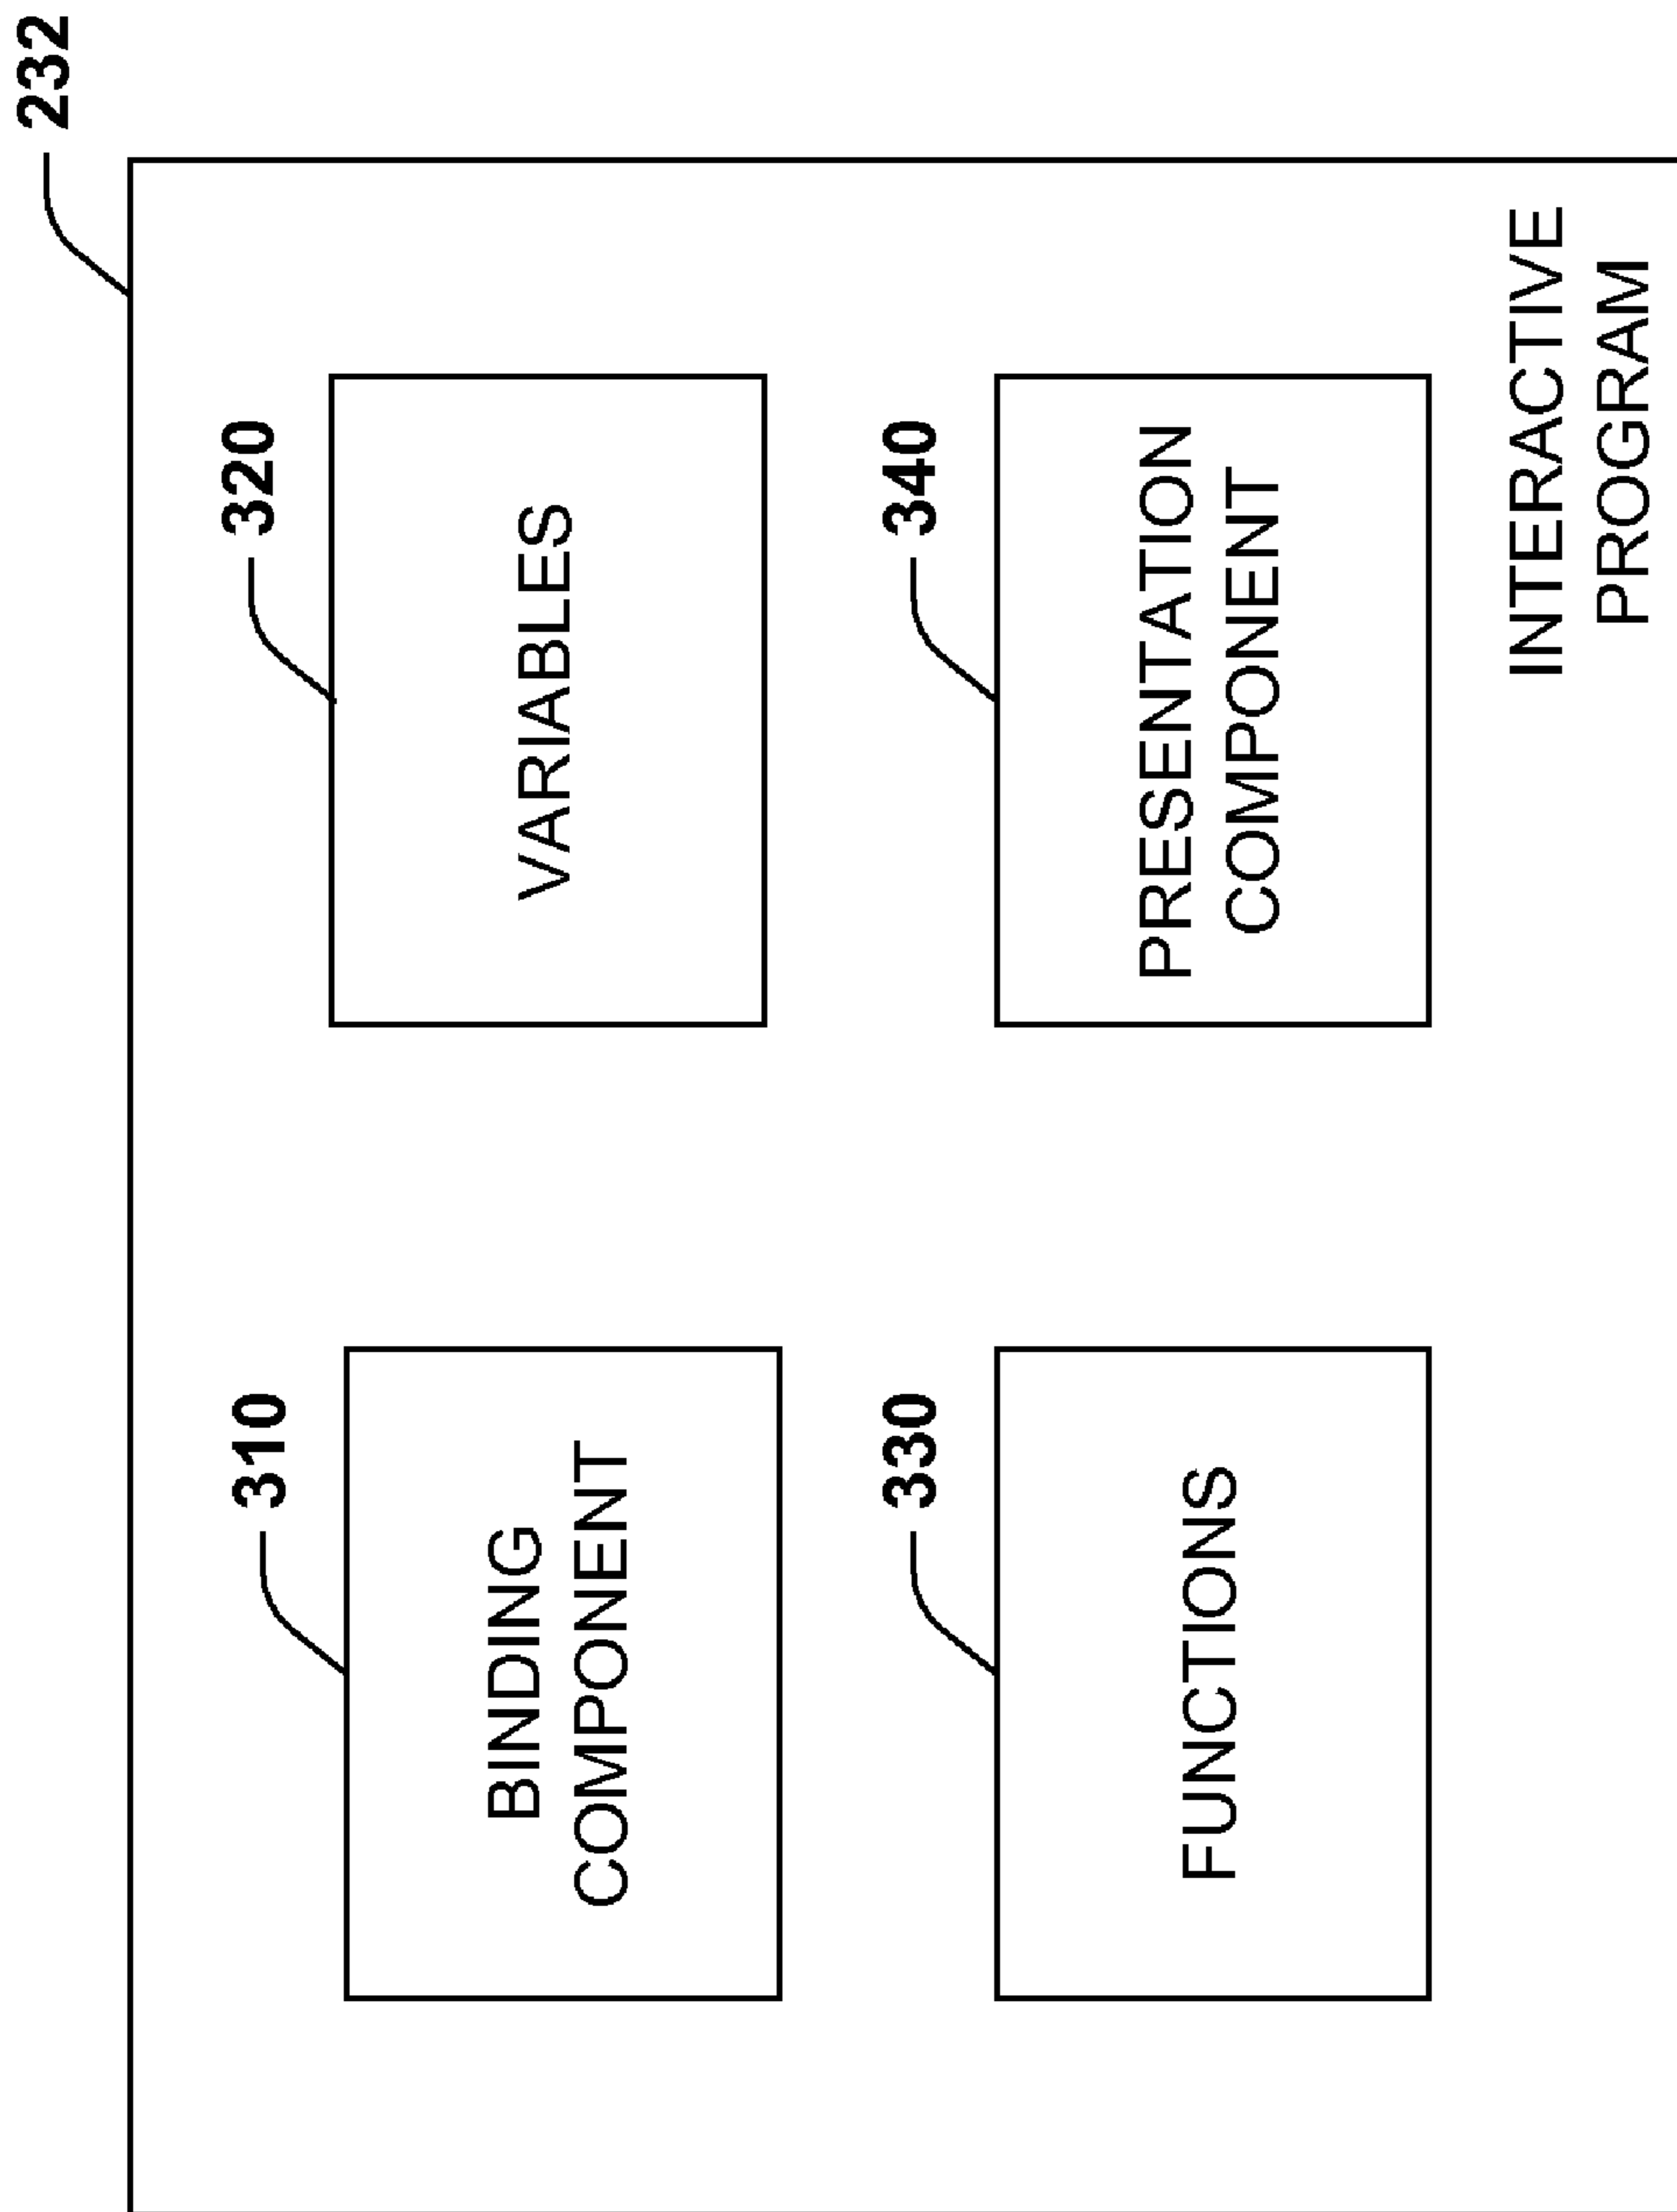 232
310
BINDING
COMPONENT
320
VARIABLES
330
FUNCTIONS
340
PRESENTATION
COMPONENT
INTERACTIVE
PROGRAM